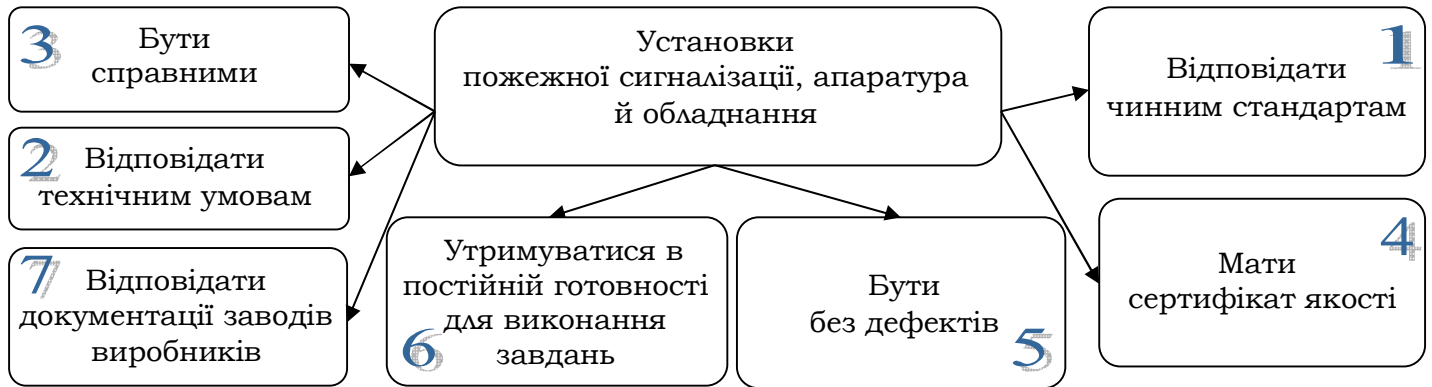 Установки
пожежної сигналізації, апаратура
й обладнання
1
Відповідати
чинним стандартам
2
Відповідати
технічним умовам
3
Бути
справними
4
Мати
сертифікат якості
5
Бути
без дефектів
6
Утримуватися в
постійній готовності
для виконання
завдань
7
Відповідати
документації заводів
виробників